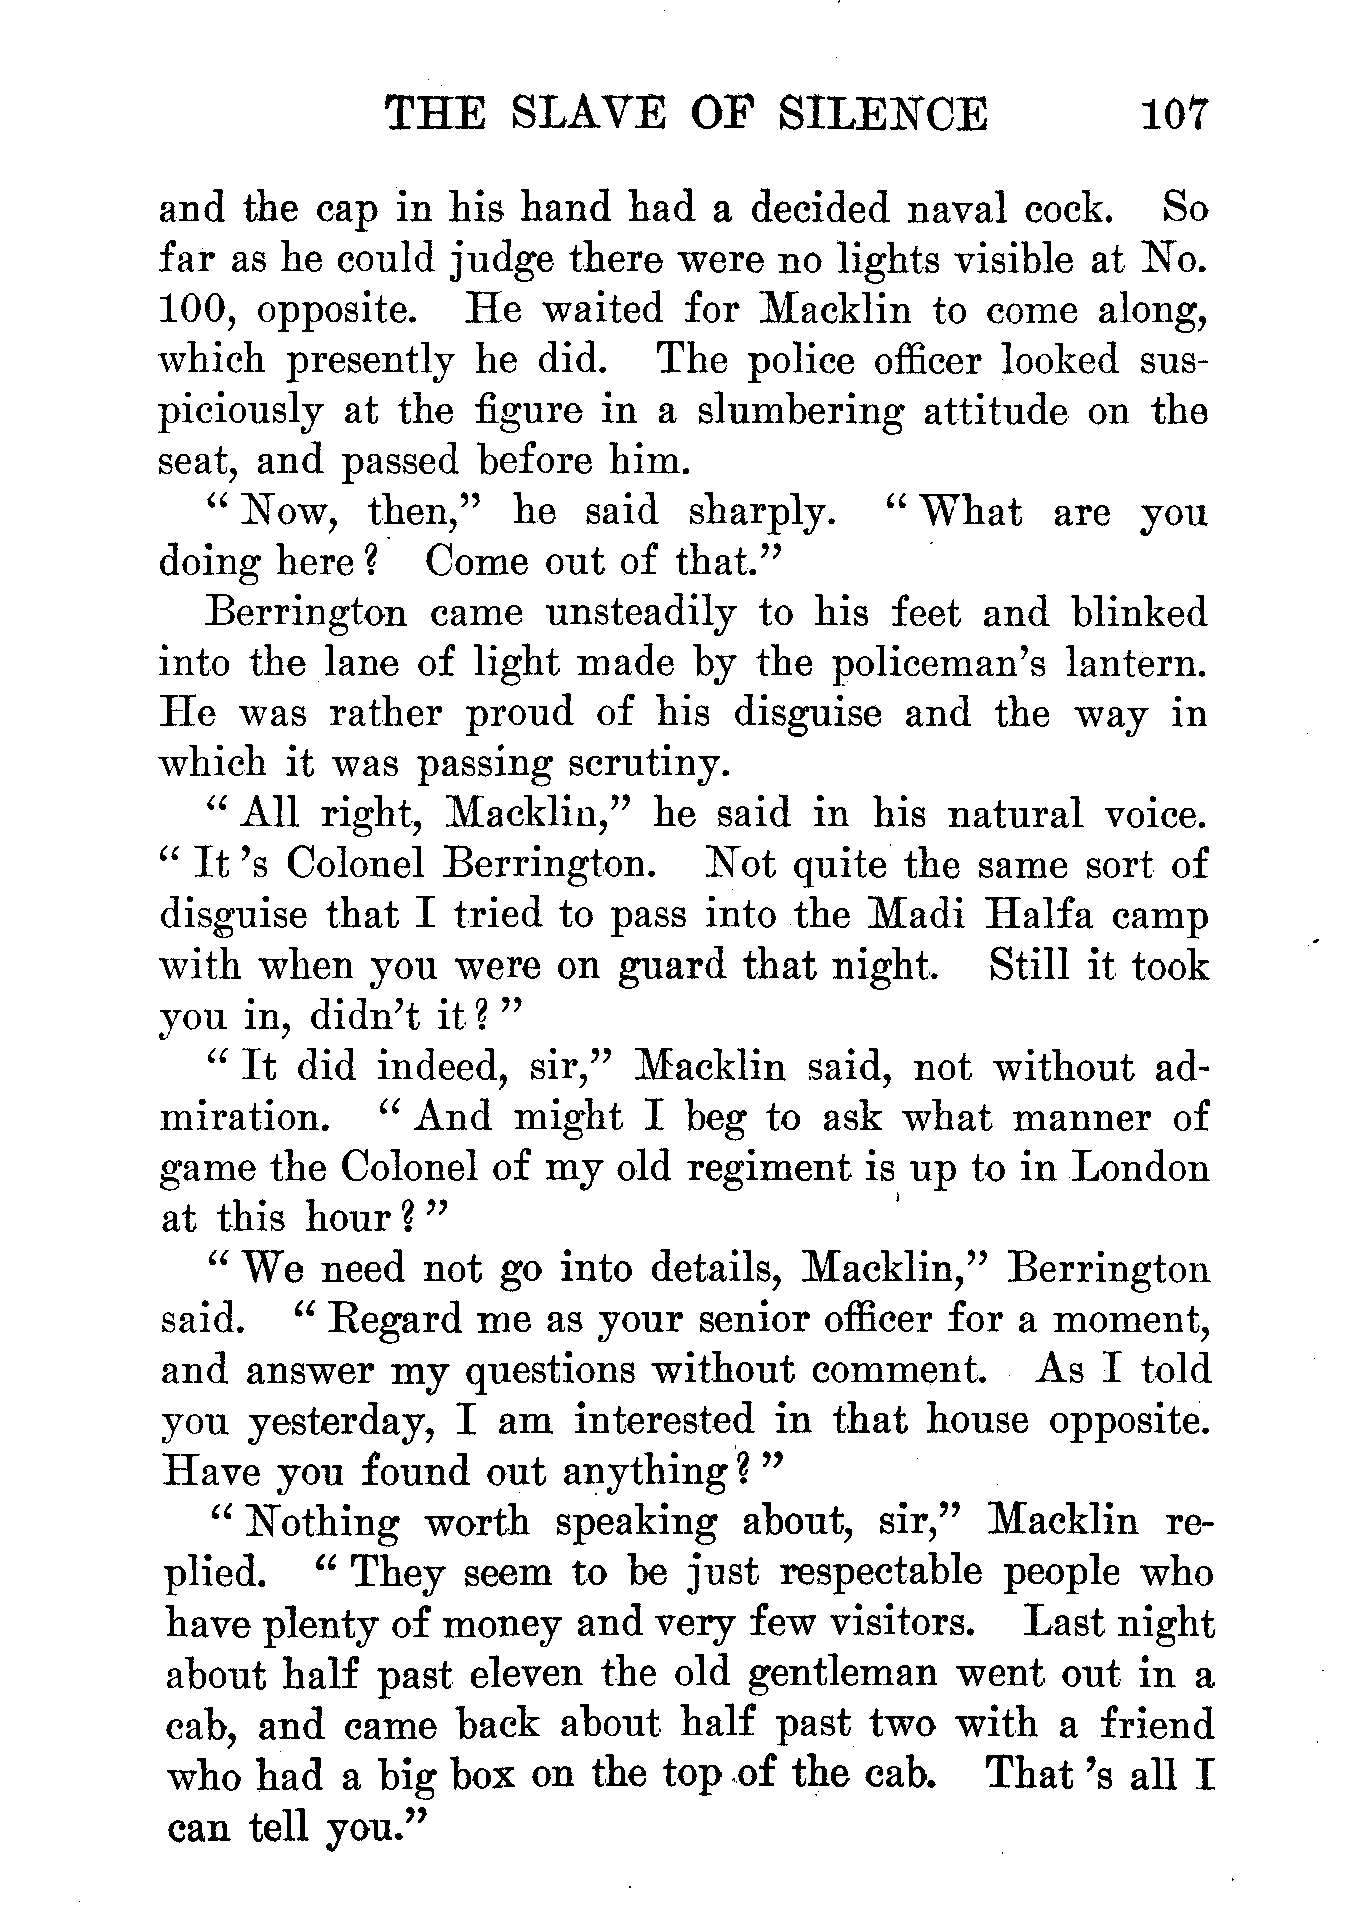 THE SLAVE OF SILENCE 107
and the cap in his hand had a decided naval cock. So
far as he could judge there were no lights visible at No.
100, opposite. He waited for Macklin to come along,
which presently he did. The police officer looked sus-
piciously at the figure in a slumbering attitude on the
seat, and passed before him.
“ Now, then,” he said sharply. “ What are you
doing here ? Come out of that.”
Berrington came unsteadily to his feet and blinked
into the lane of light made by the policeman’s lantern.
He was rather proud of his disguise and the way in
which it was passing scrutiny.
“ All right, Macklin,” he said in his natural voice.
“ It ’s Colonel Berrington. Not quite the same sort of
disguise that I tried to pass into the Madi Halfa camp
with when you were on guard that night. Still it took
you in, didn’t it ? ”
“ It did indeed, sir,” Macklin said, not without ad-
miration. “ And might I beg to ask what manner of
game the Colonel of my old regiment is up to in London
at this hour ? ”
“ We need not go into details, Macklin,” Berrington
said. “ Regard me as your senior officer for a moment,
and answer my questions without comment. As I told
you yesterday, I am interested in that house opposite.
Have you found out anything ? ”
“ Nothing worth speaking about, sir,” Macklin re-
plied. “ They seem to be just respectable people who
have plenty of money and very few visitors. Last night
about half past eleven the old gentleman went out in a
cab, and came back about half past two with a friend
who had a big box on the top of the cab. That ’s all I
can tell you.”